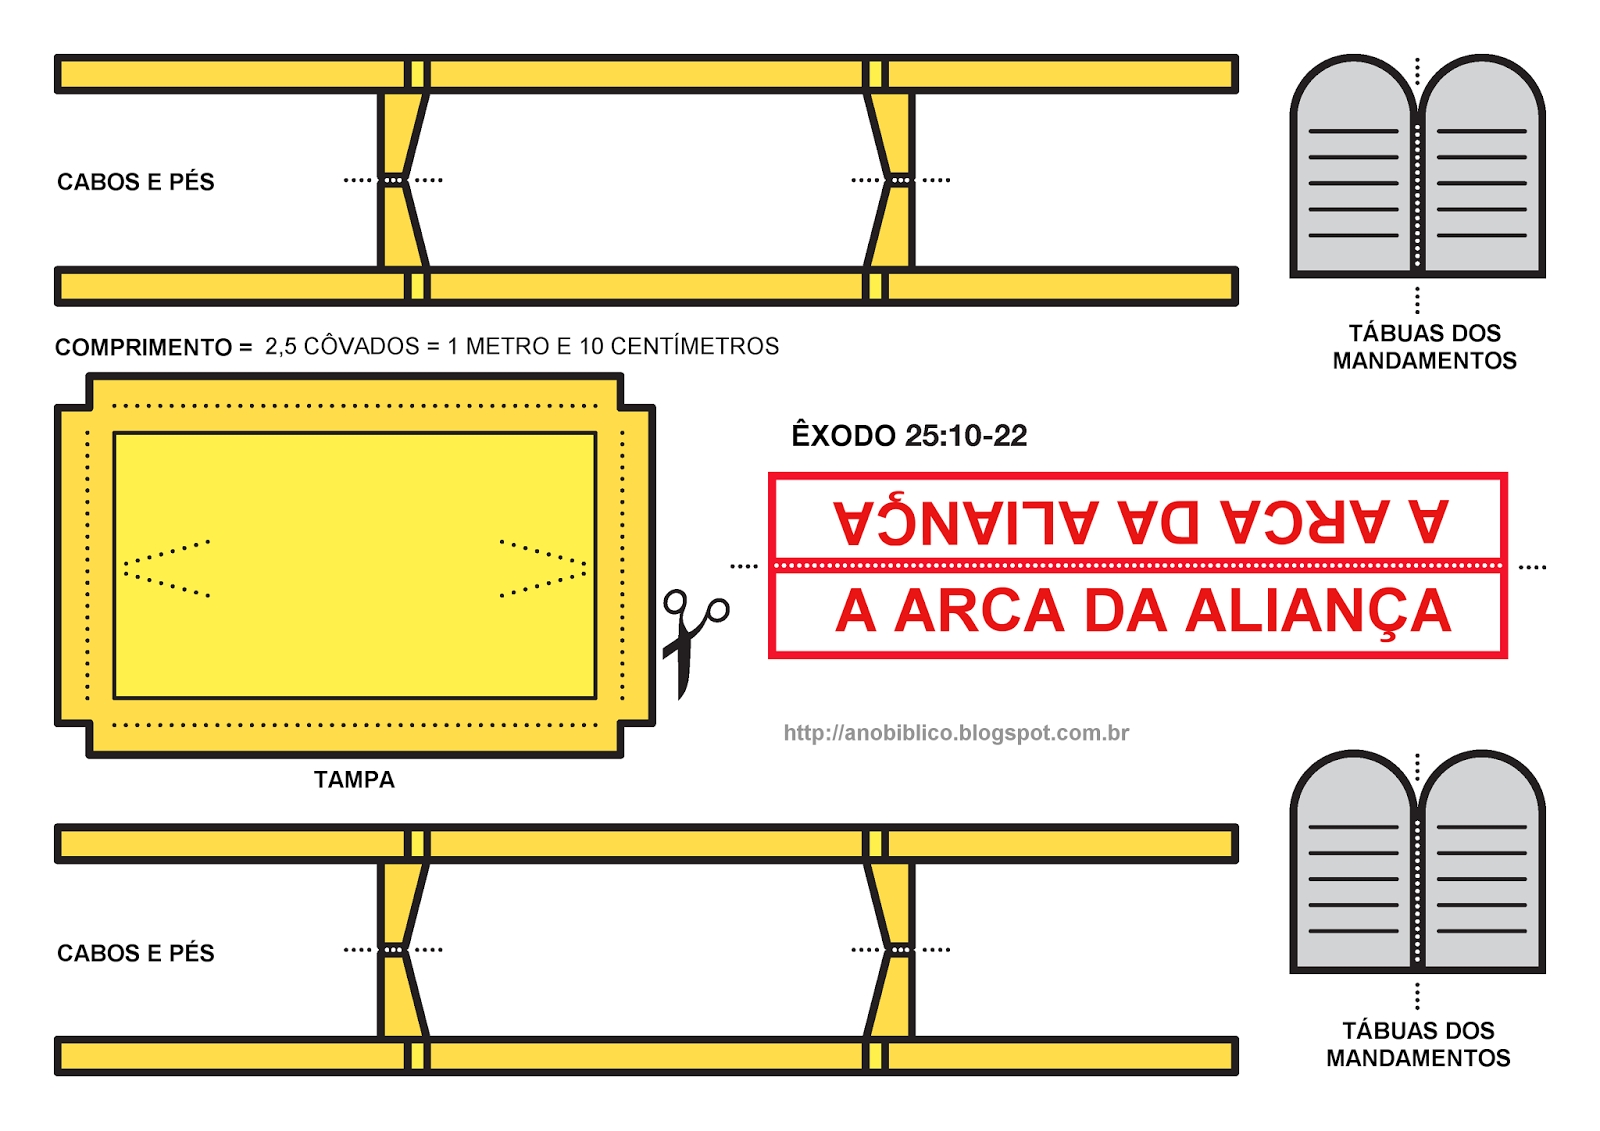 CABOS E PÉS
TÁBUAS DOS
MANDAMENTOS
COMPRIMENTO = 2,5 CÔVADOS = 1 METRO E 10 CENTÍMETROS
ÊXODO 25:10-22
A ARCA DA ALIANÇA
A ARCA DA ALIANÇA
http://anobiblico.blogspot.com.br
TAMPA
CABOS E PÉS
TÁBUAS DOS
MANDAMENTOS